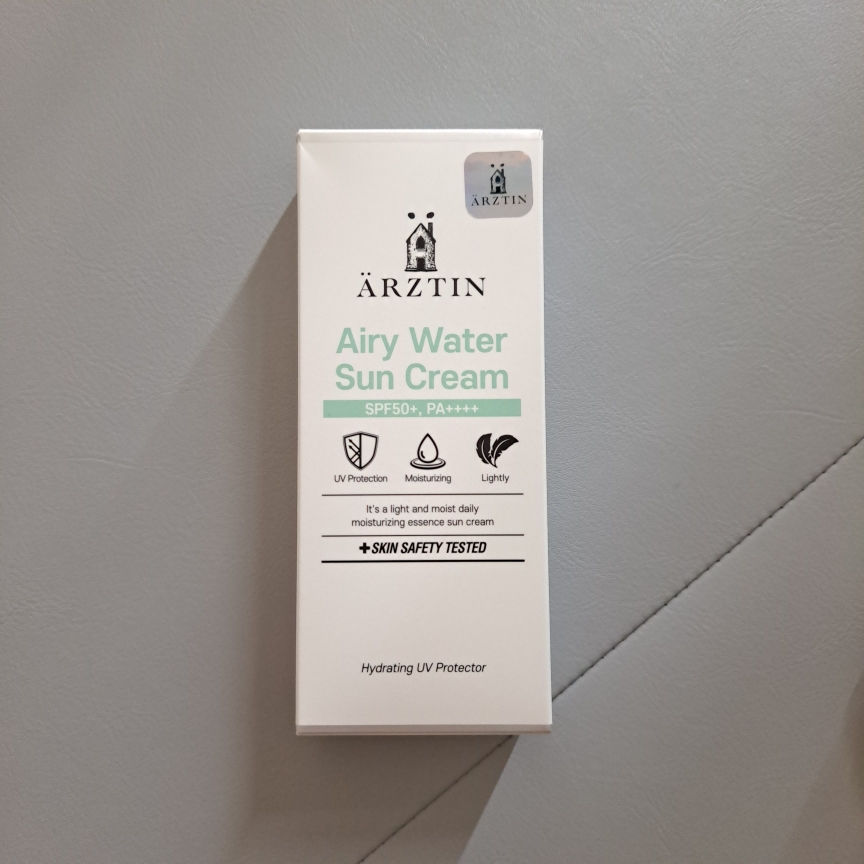 ÄRZTIN
ÄRZTIN
Airy Water
Sun Cream
SPF50+, PA++++
UV Protection
Moisturizing
Lightly
It's a light and moist daily
moisturizing essence sun cream
+SKIN SAFETY TESTED
Hydrating UV Protector